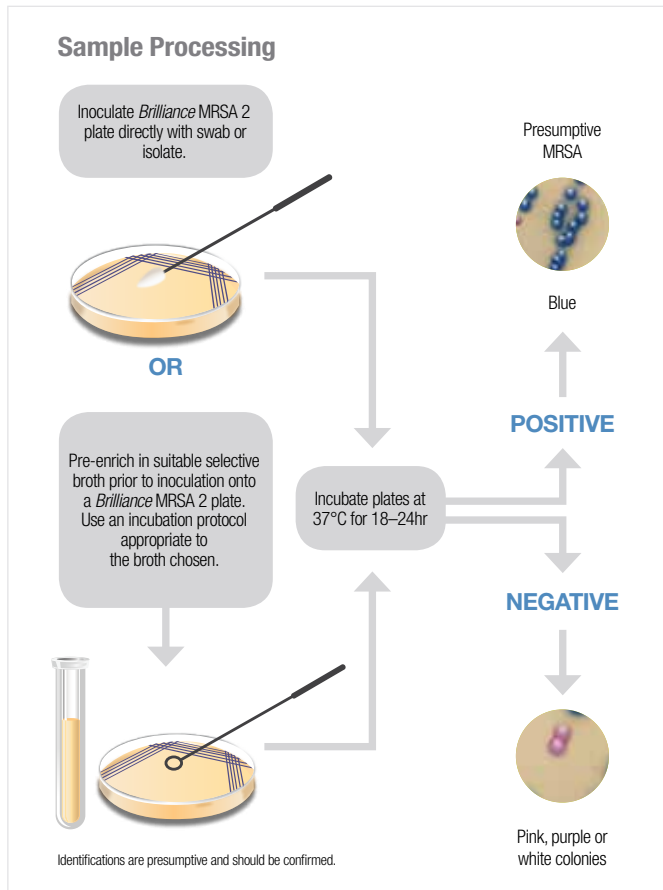 Sample Processing
Inoculate Brilliance MRSA 2
plate directly with swab or
isolate.
OR
Pre-enrich in suitable selective
broth prior to inoculation onto
a Brilliance MRSA 2 plate.
Use an incubation protocol
appropriate to
the broth chosen.
Incubate plates at
37°C for 18–24hr
Presumptive
MRSA
Blue
POSITIVE
NEGATIVE
Pink, purple or
white colonies
Identifications are presumptive and should be confirmed.